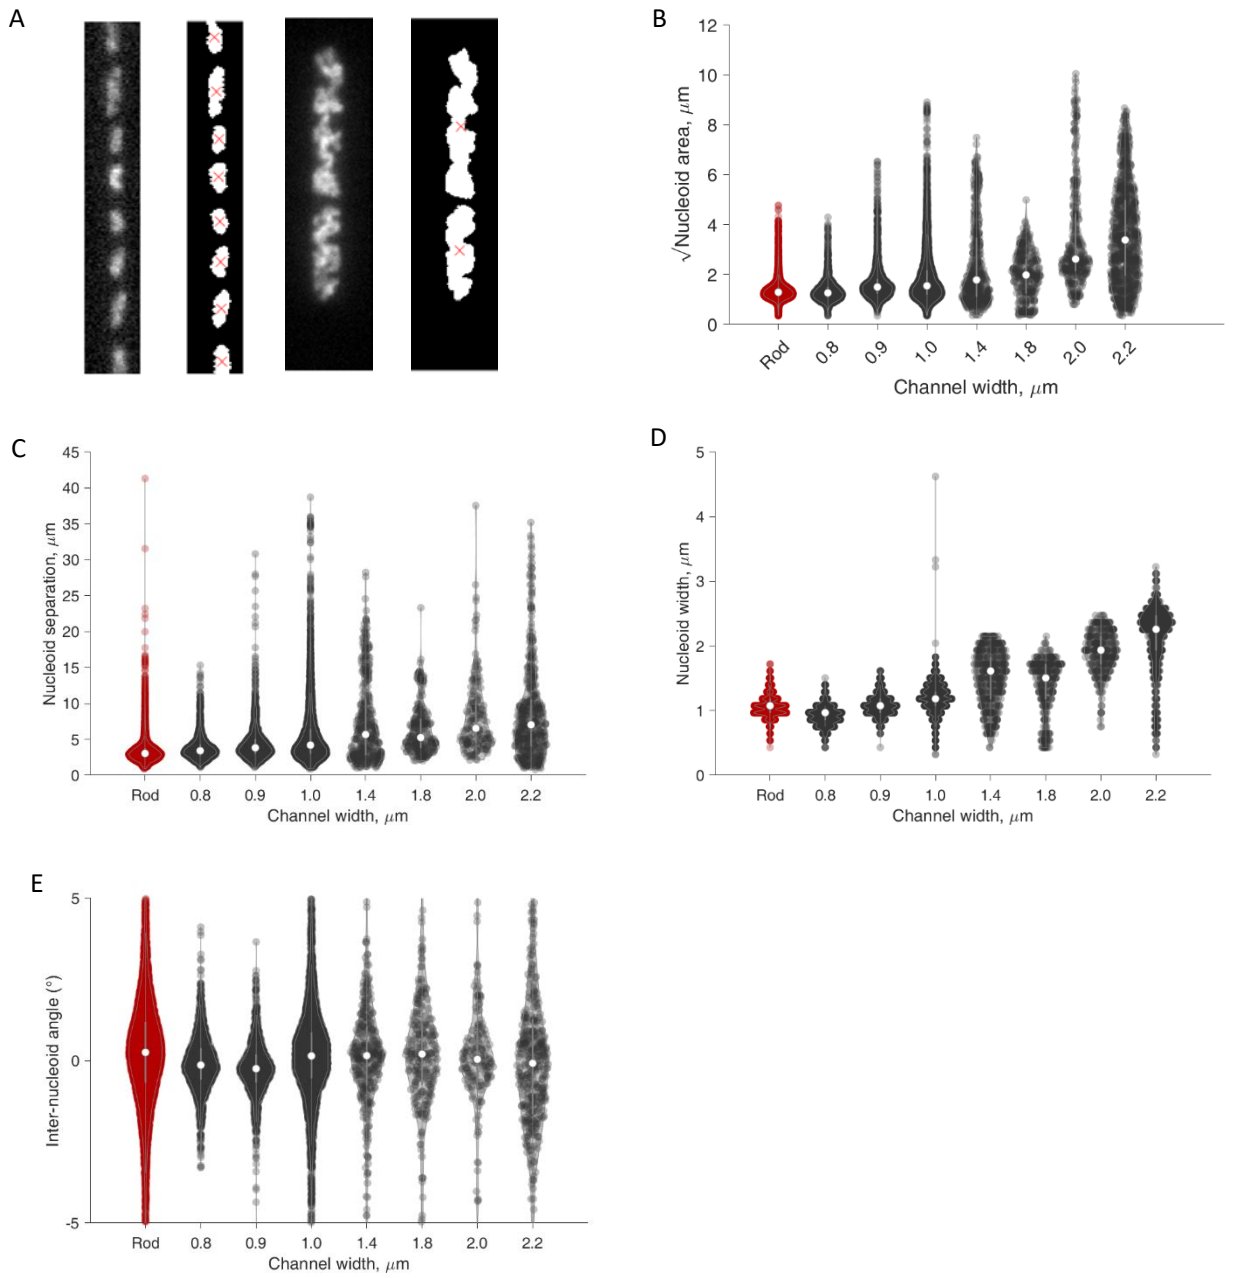 A
B
12
10
8
6
4
2
0
√Nucleoid area, μm
Rod 0.8 0.9 1.0 1.4 1.8 2.0 2.2
Channel width, μm
C
45
40
35
30
25
20
15
10
5
0
Nucleoid separation, μm
Rod 0.8 0.9 1.0 1.4 1.8 2.0 2.2
Channel width, μm
D
5
4
3
2
1
0
Nucleoid width, μm
Rod 0.8 0.9 1.0 1.4 1.8 2.0 2.2
Channel width, μm
E
5
0
-5
Inter-nucleoid angle (°)
Rod 0.8 0.9 1.0 1.4 1.8 2.0 2.2
Channel width, μm